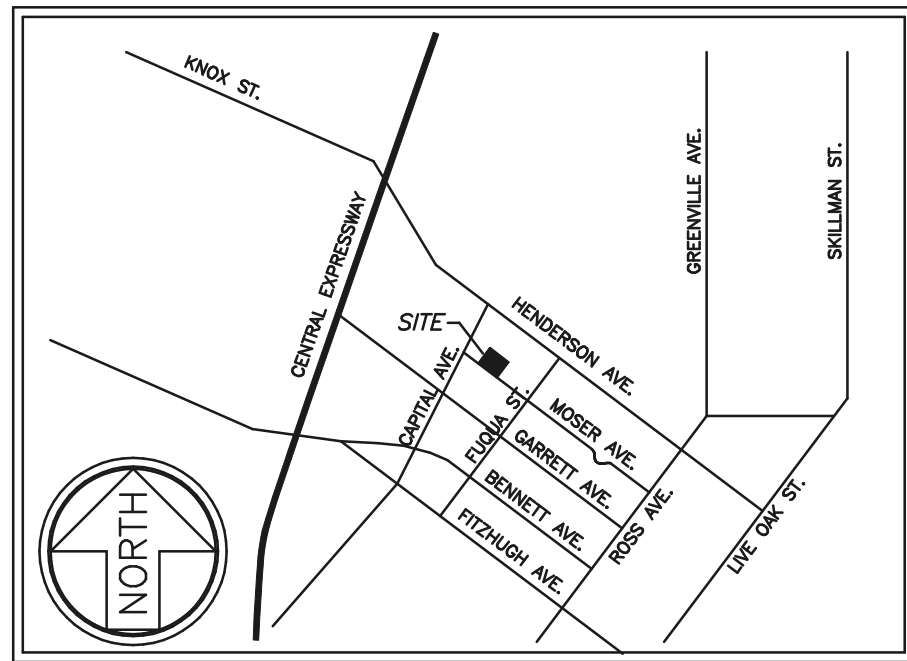 KNOX ST.
CENTRAL EXPRESSWAY
GREENVILLE AVE.
SKILLMAN ST.
SITE
HENDERSON AVE.
CAPITAL AVE.
FUQUA ST.
MOSER AVE.
GARRETT AVE.
BENNETT AVE.
FITZHUGH AVE.
ROSS AVE.
LIVE OAK ST.
NORTH